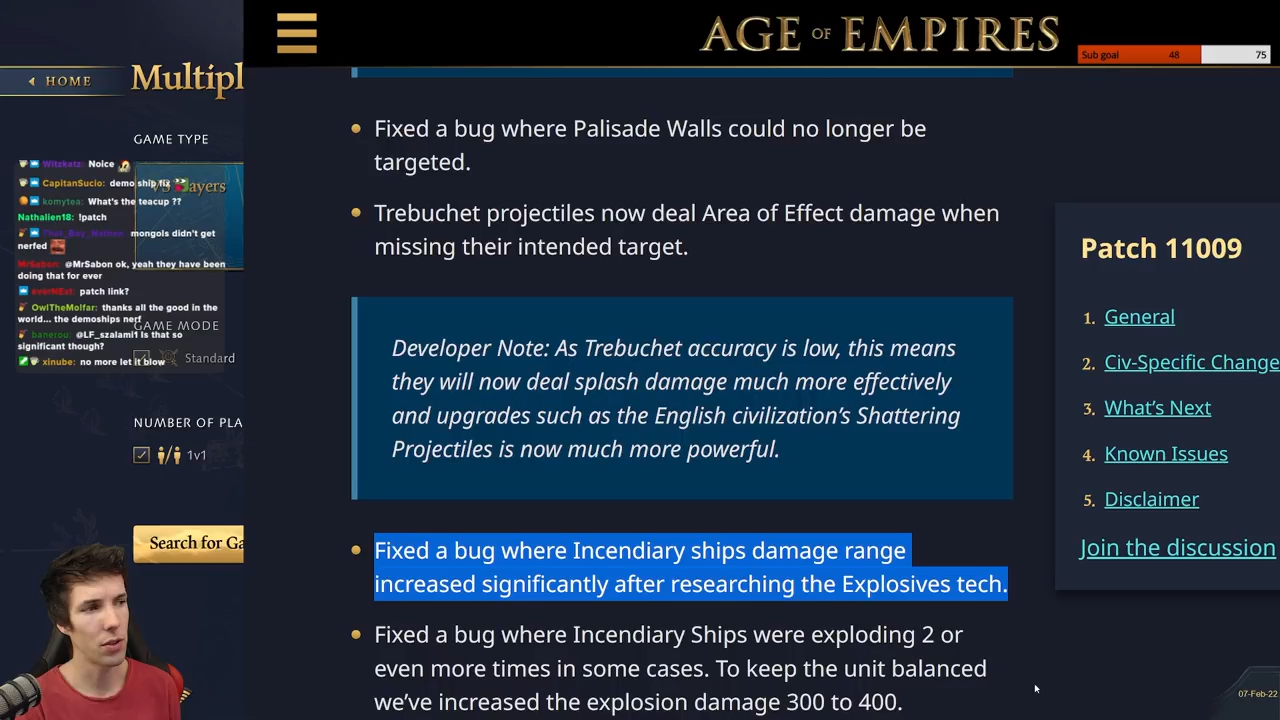 AGE OF EMPIRES
Sub goal 48 75
HOME
Multipl
GAME TYPE
Players
Witzkatz: Noice
CapitanSucio: demo ship fix
komytea: What's the teacup ??
Nathalien18: !patch
mongols didn't get
nerfed
MrSabon: @MrSabon ok, yeah they have been
doing that for ever
everNExt: patch link?
OwlTheMolfar: thanks all the good in the
world... the demoships nerf
banerou: @LF_szalami1 Is that so
significant though?
xinube: no more let it blow
GAME MODE
Standard
NUMBER OF PLA
1v1
Search for Ga
Fixed a bug where Palisade Walls could no longer be
targeted.
Trebuchet projectiles now deal Area of Effect damage when
missing their intended target.
Developer Note: As Trebuchet accuracy is low, this means
they will now deal splash damage much more effectively
and upgrades such as the English civilization's Shattering
Projectiles is now much more powerful.
Fixed a bug where Incendiary ships damage range
increased significantly after researching the Explosives tech.
Fixed a bug where Incendiary Ships were exploding 2 or
even more times in some cases. To keep the unit balanced
we've increased the explosion damage 300 to 400.
Patch 11009
1. General
2. Civ-Specific Change
3. What's Next
4. Known Issues
5. Disclaimer
Join the discussion
07-Feb-22